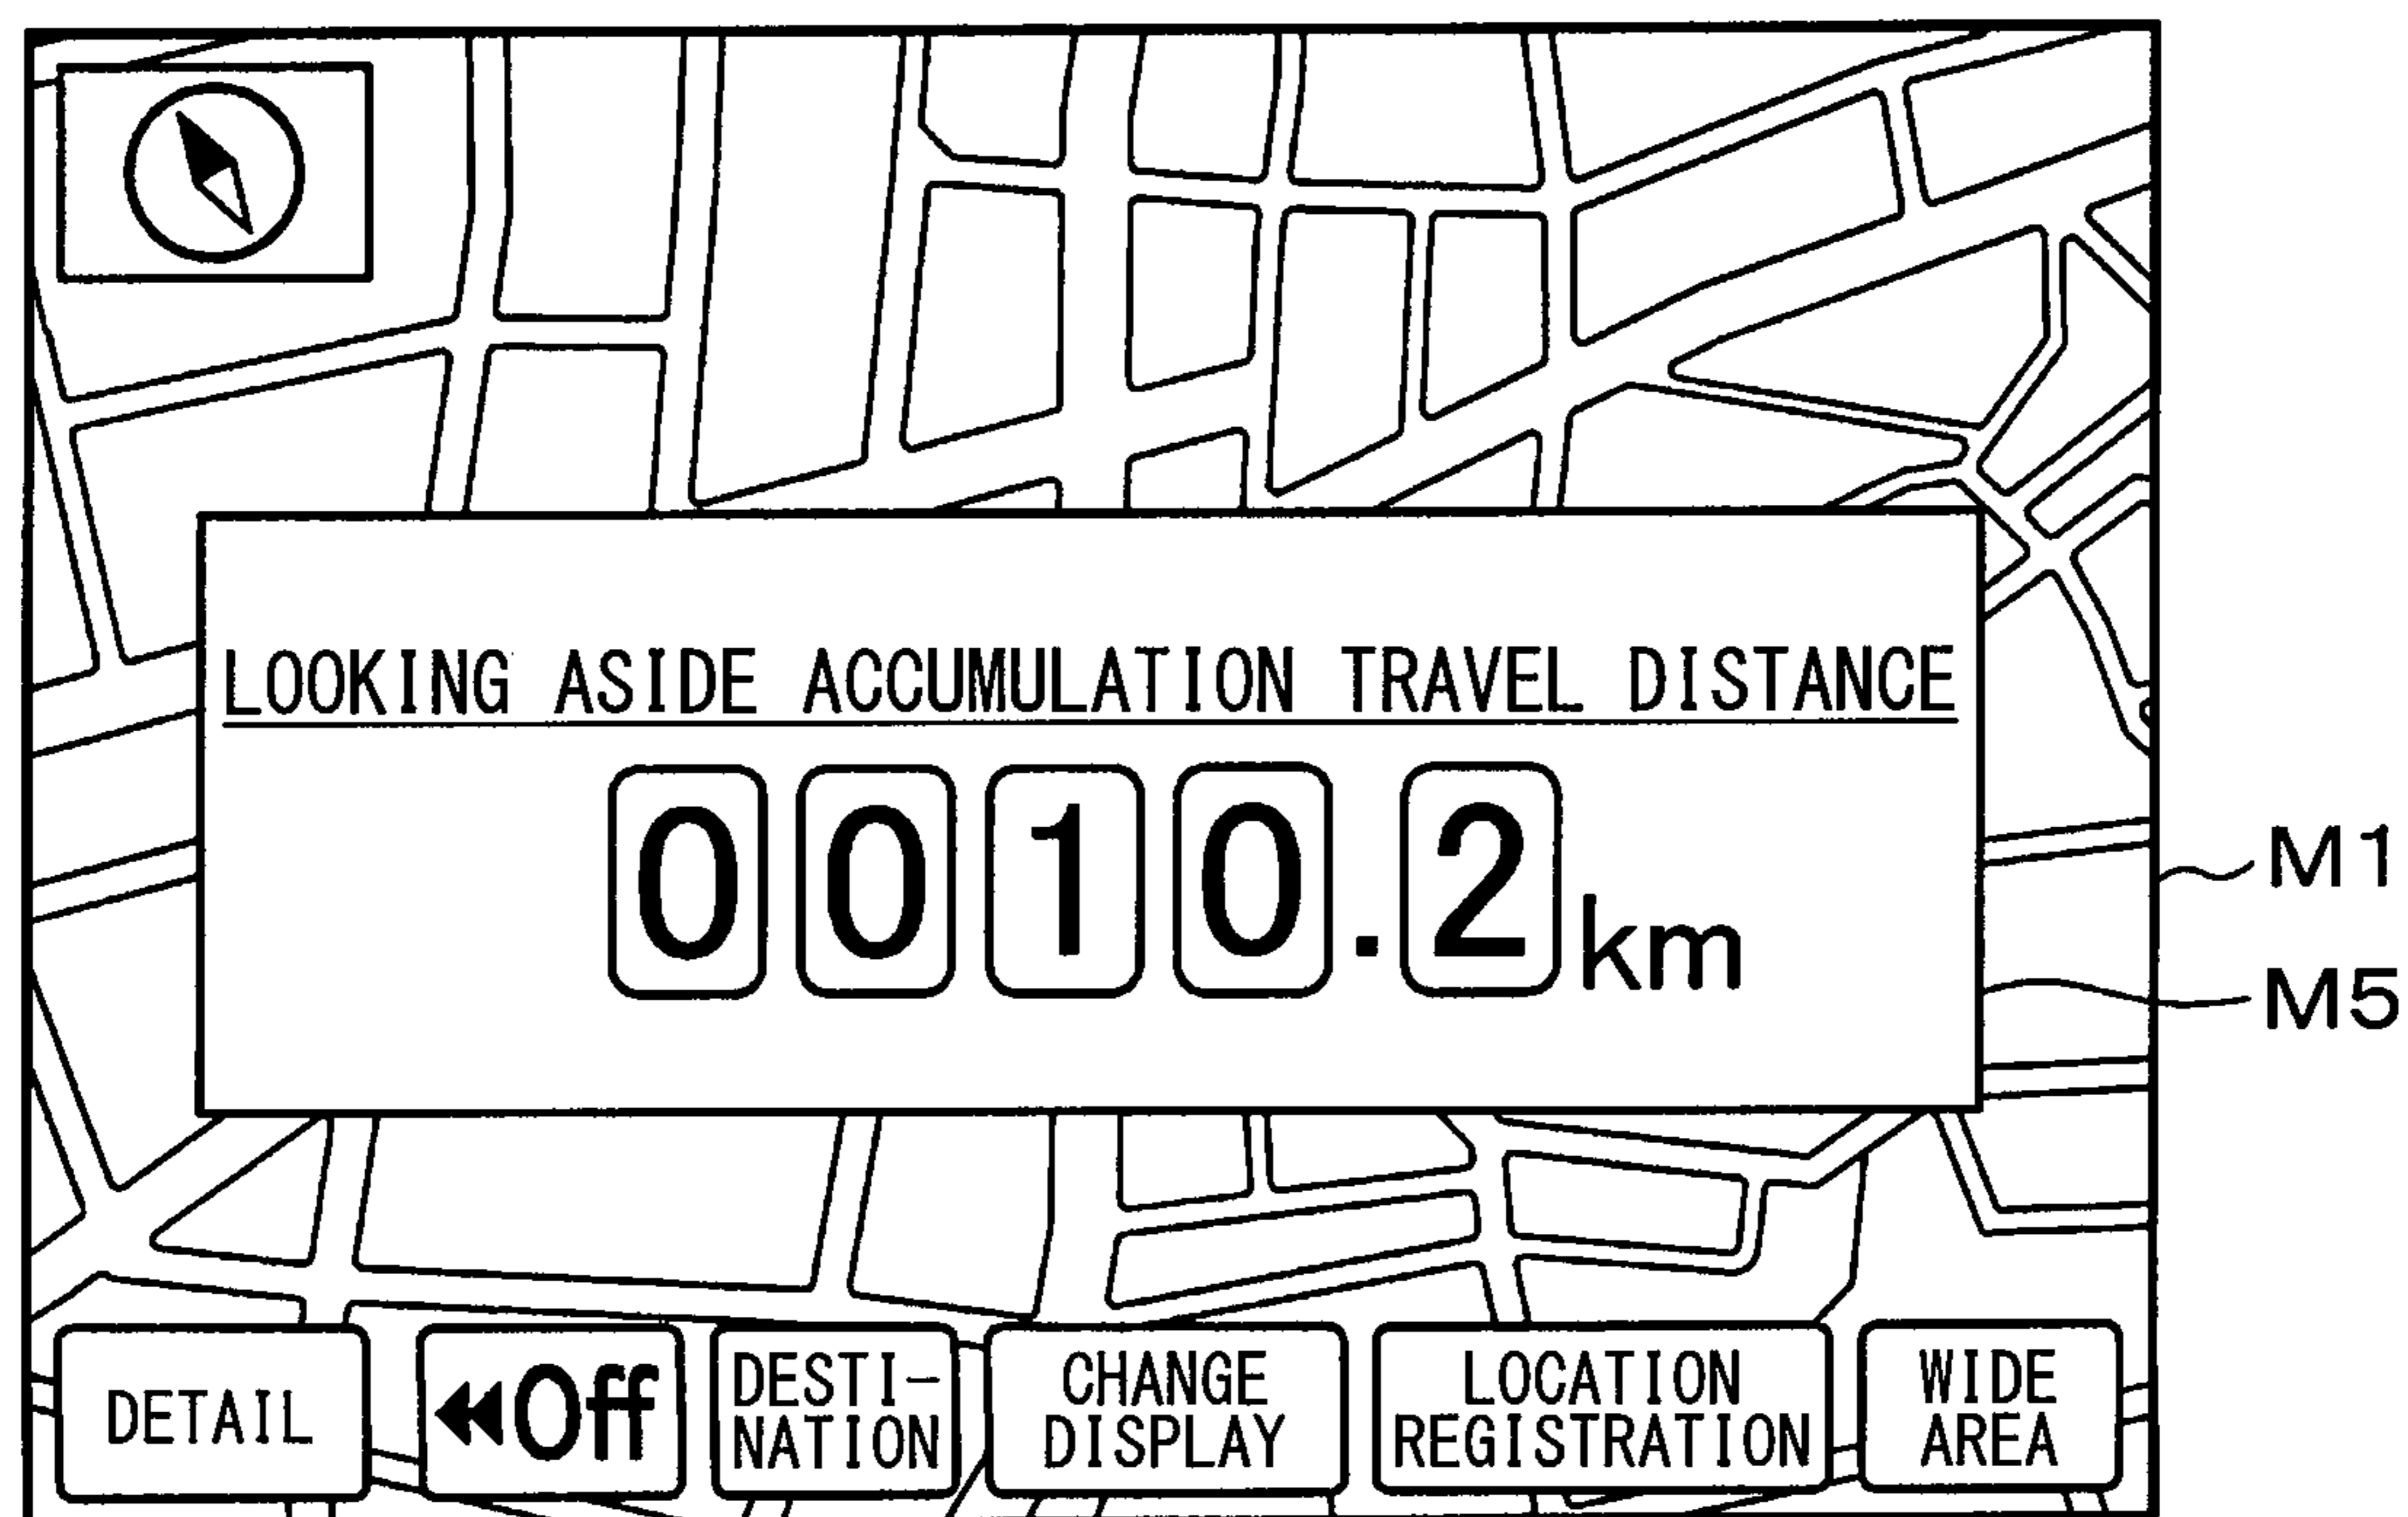 LOOKING ASIDE ACCUMULATION TRAVEL DISTANCE
0010.2km
M1
M5
DETAIL
Off
DESTI-
NATION
CHANGE
DISPLAY
LOCATION
REGISTRATION
WIDE
AREA